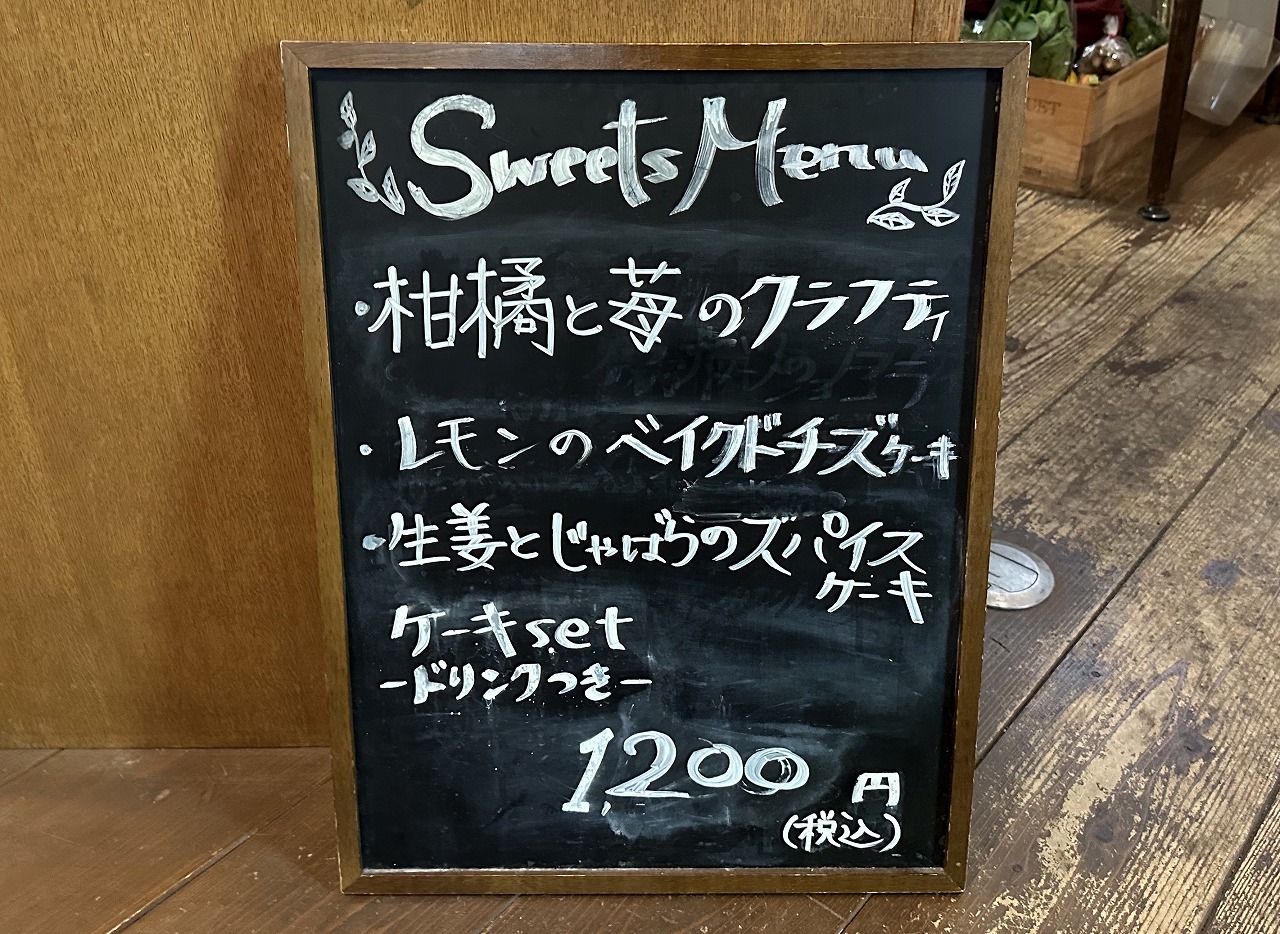 Sweets Menu
・柑橘と苺のクラフティ
・レモンのベイクドチーズケーキ
・生姜とじゃばらのスパイス
ケーキ
ケーキset
-ドリンクつき-
1,200円
(税込)